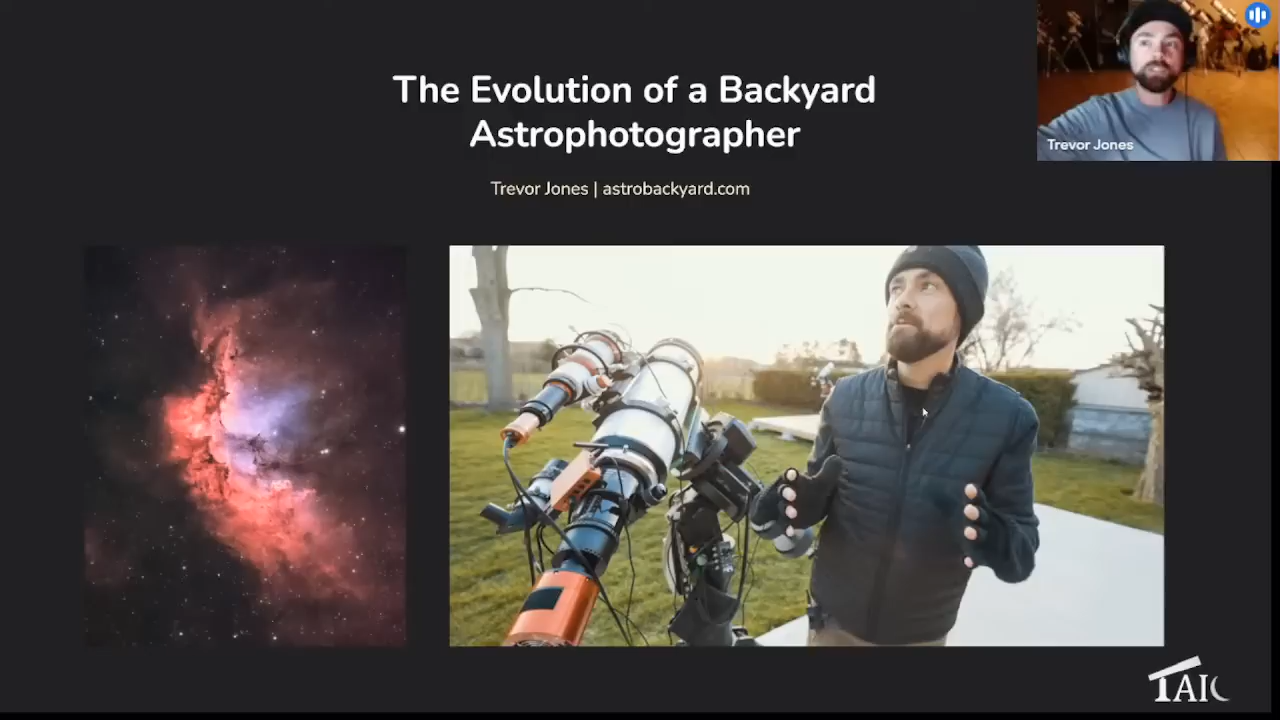 The Evolution of a Backyard
Astrophotographer
Trevor Jones | astrobackyard.com
Trevor Jones
TAIC